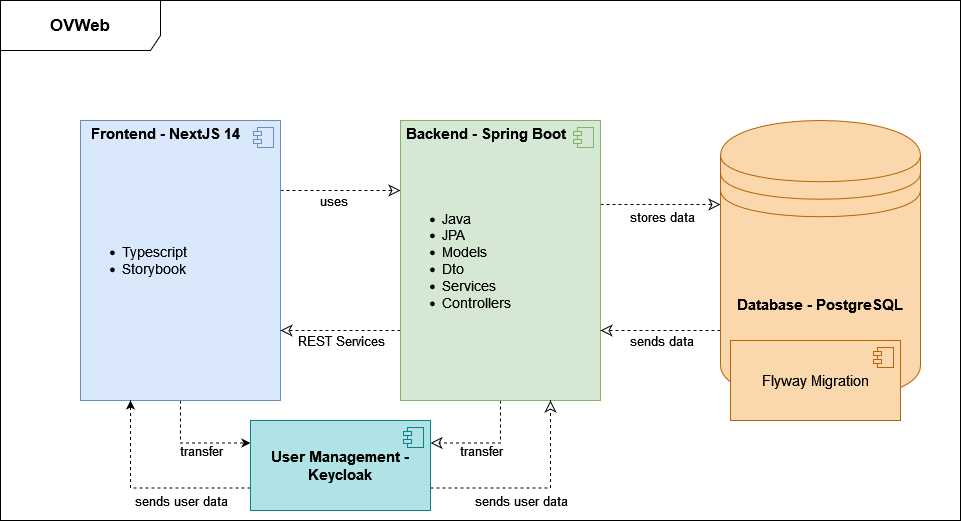 OVWeb
Frontend - NextJS 14
Typescript
Storybook
uses
REST Services
Backend - Spring Boot
Java
JPA
Models
Dto
Services
Controllers
stores data
sends data
Database - PostgreSQL
Flyway Migration
transfer
sends user data
User Management -
Keycloak
transfer
sends user data